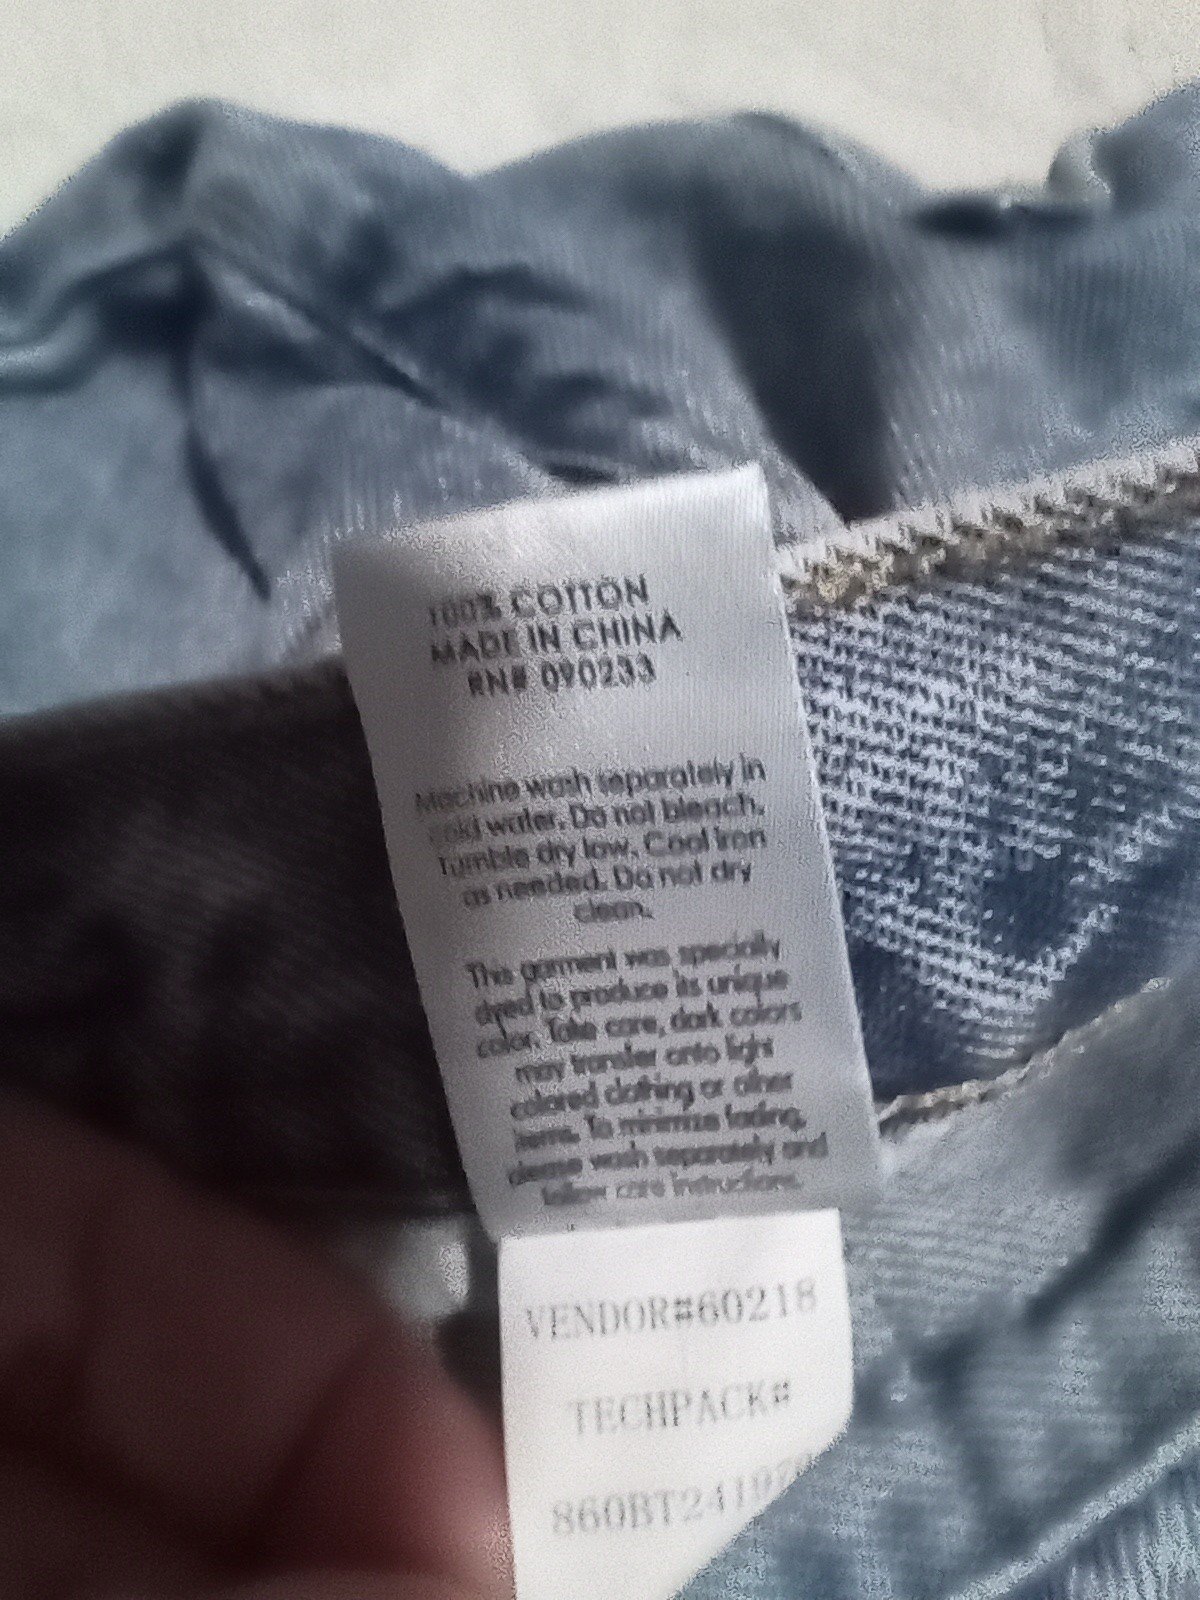 100% COTTON
MADE IN CHINA
RN# 090233
Machine wash separately in
cold water. Do not bleach.
Tumble dry low. Cool iron
as needed. Do not dry
clean.
This garment was specially
dyed to produce its unique
color. Take care, dark colors
may transfer onto light
colored clothing or other
items. To minimize fading,
please wash separately and
follow care instructions.
VENDOR#60218
TECHPACK#